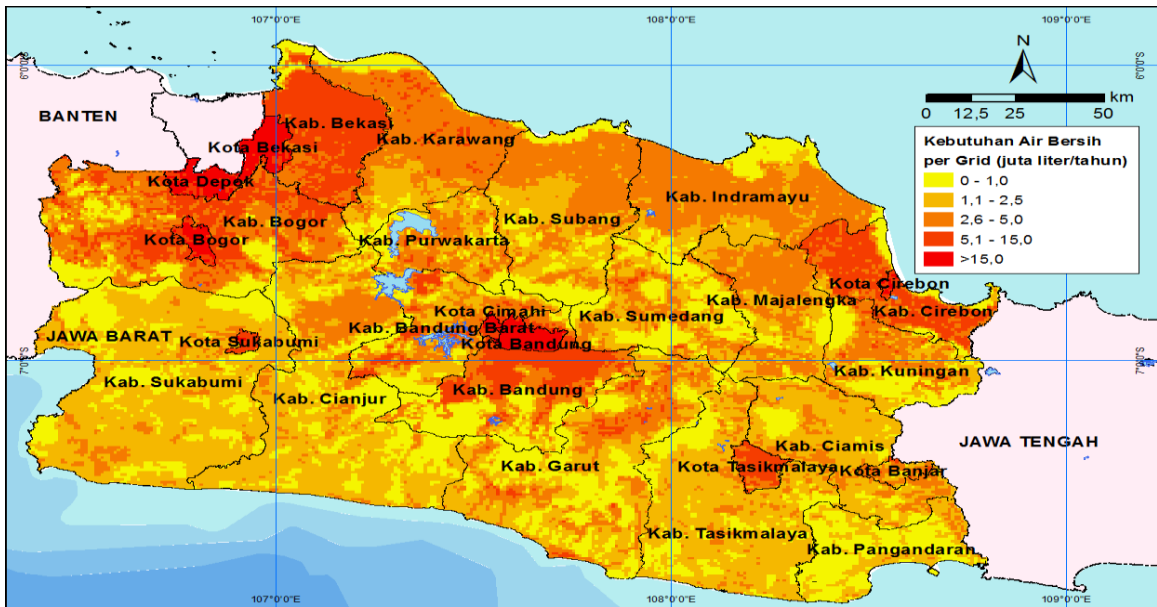 107°0'0"E
108°0'0"E
109°0'0"E
6°0'0"S
6°0'0"S
N
km
0 12,5 25 50
Kebutuhan Air Bersih
per Grid (juta liter/tahun)
0 - 1,0
1,1 - 2,5
2,6 - 5,0
5,1 - 15,0
>15,0
BANTEN
Kab. Bekasi
Kab. Karawang
Kota Bekasi
Kota Depok
Kab. Indramayu
Kab. Bogor
Kab. Subang
Kota Bogor
Kab. Purwakarta
Kota Cirebon
Kab. Majalengka
Kota Cimahi
Kab. Cirebon
Kab. Sumedang
Kab. Bandung Barat
JAWA BARAT
Kota Sukabumi
Kota Bandung
7°0'0"S
7°0'0"S
Kab. Kuningan
Kab. Sukabumi
Kab. Bandung
Kab. Cianjur
JAWA TENGAH
Kab. Ciamis
Kab. Garut
Kota Tasikmalaya
Kota Banjar
Kab. Tasikmalaya
Kab. Pangandaran
107°0'0"E
108°0'0"E
109°0'0"E